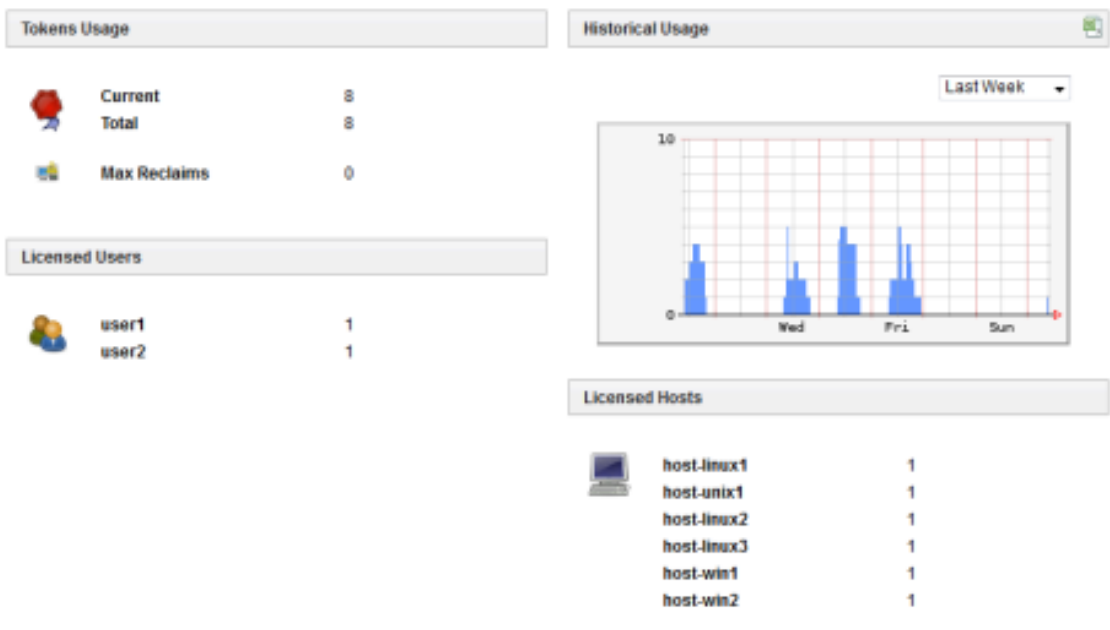 Tokens Usage
Current 8
Total 8
Max Reclaims 0
Licensed Users
user1 1
user2 1
Historical Usage
Last Week
10
0
Wed Fri Sun
Licensed Hosts
host-linux1 1
host-unix1 1
host-linux2 1
host-linux3 1
host-win1 1
host-win2 1